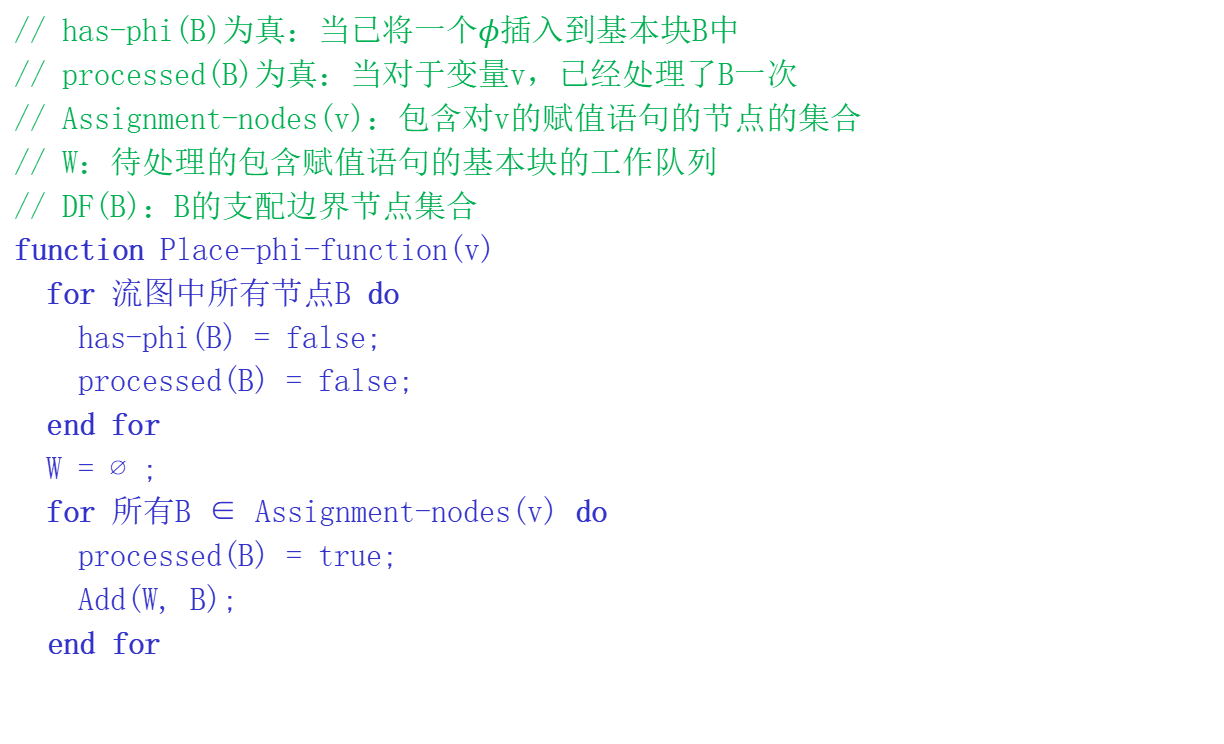 // has-phi(B)为真：当已将一个ϕ插入到基本块B中
// processed(B)为真：当对于变量v，已经处理了B一次
// Assignment-nodes(v)：包含对v的赋值语句的节点的集合
// W：待处理的包含赋值语句的基本块的工作队列
// DF(B)：B的支配边界节点集合
function Place-phi-function(v)
  for 流图中所有节点B do
    has-phi(B) = false;
    processed(B) = false;
  end for
  W = ∅ ;
  for 所有B ∈ Assignment-nodes(v) do
    processed(B) = true;
    Add(W, B);
  end for